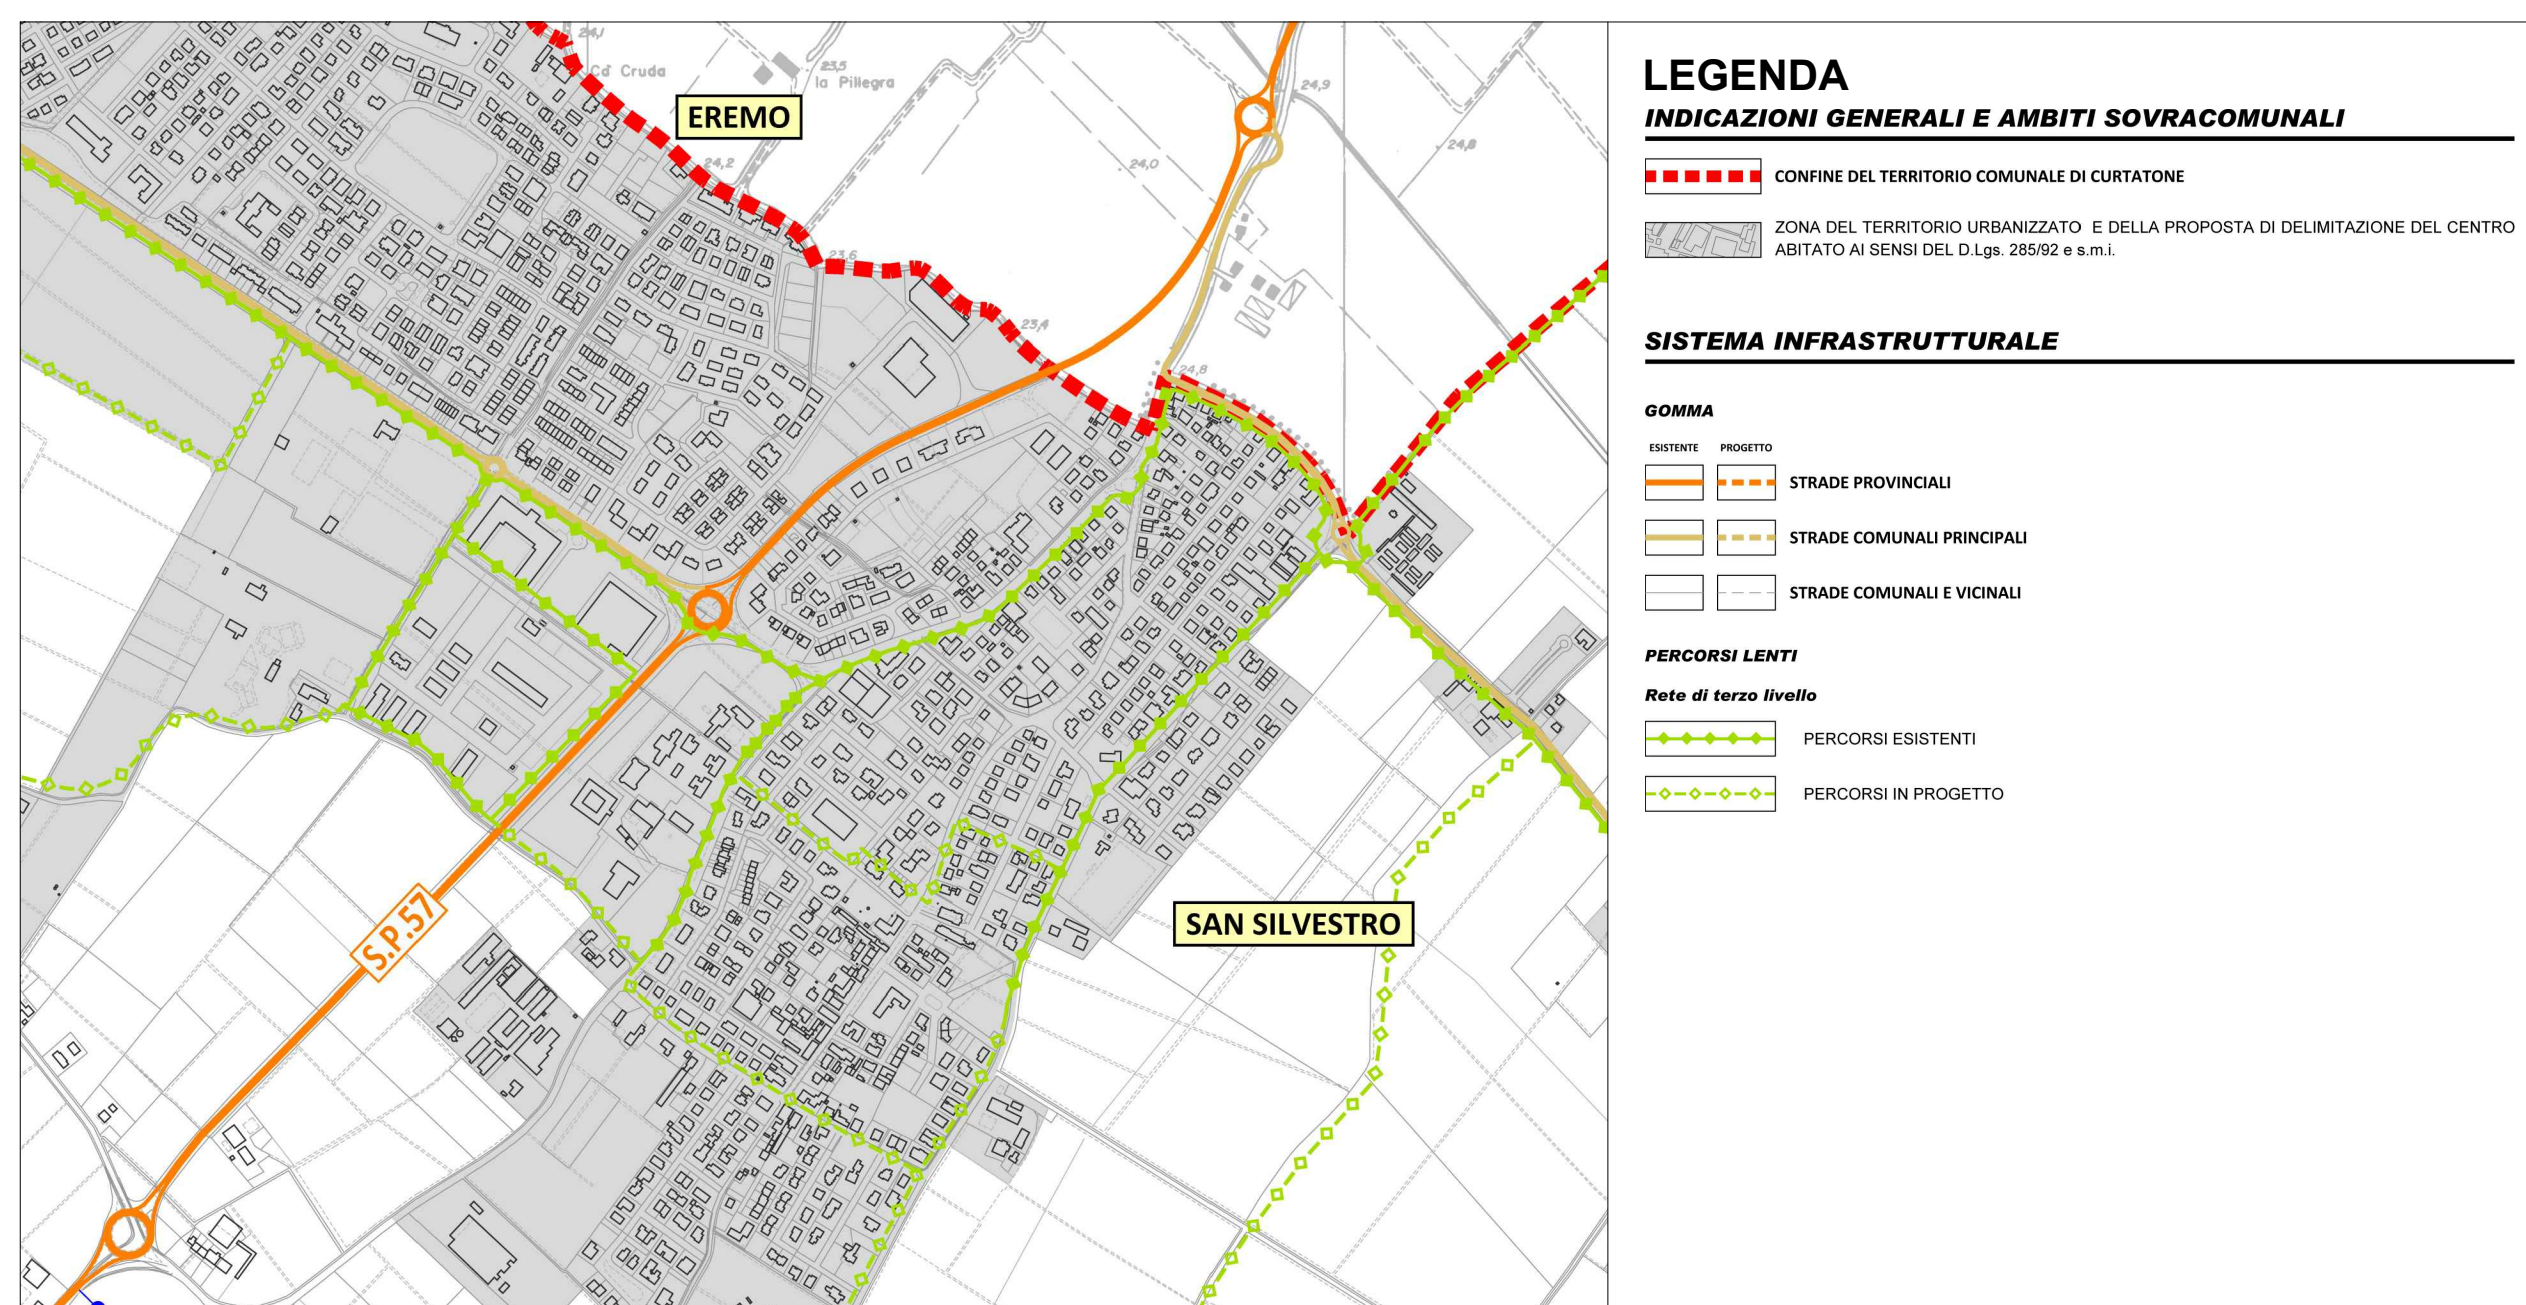 24,1
Ca' Cruda
23,5
la Pillegra
EREMO
24,9
24,2
24,0
24,8
23,6
23,4
24,8
S.P.57
SAN SILVESTRO
LEGENDA
INDICAZIONI GENERALI E AMBITI SOVRACOMUNALI
CONFINE DEL TERRITORIO COMUNALE DI CURTATONE
ZONA DEL TERRITORIO URBANIZZATO E DELLA PROPOSTA DI DELIMITAZIONE DEL CENTRO
ABITATO AI SENSI DEL D.Lgs. 285/92 e s.m.i.
SISTEMA INFRASTRUTTURALE
GOMMA
ESISTENTE PROGETTO
STRADE PROVINCIALI
STRADE COMUNALI PRINCIPALI
STRADE COMUNALI E VICINALI
PERCORSI LENTI
Rete di terzo livello
PERCORSI ESISTENTI
PERCORSI IN PROGETTO